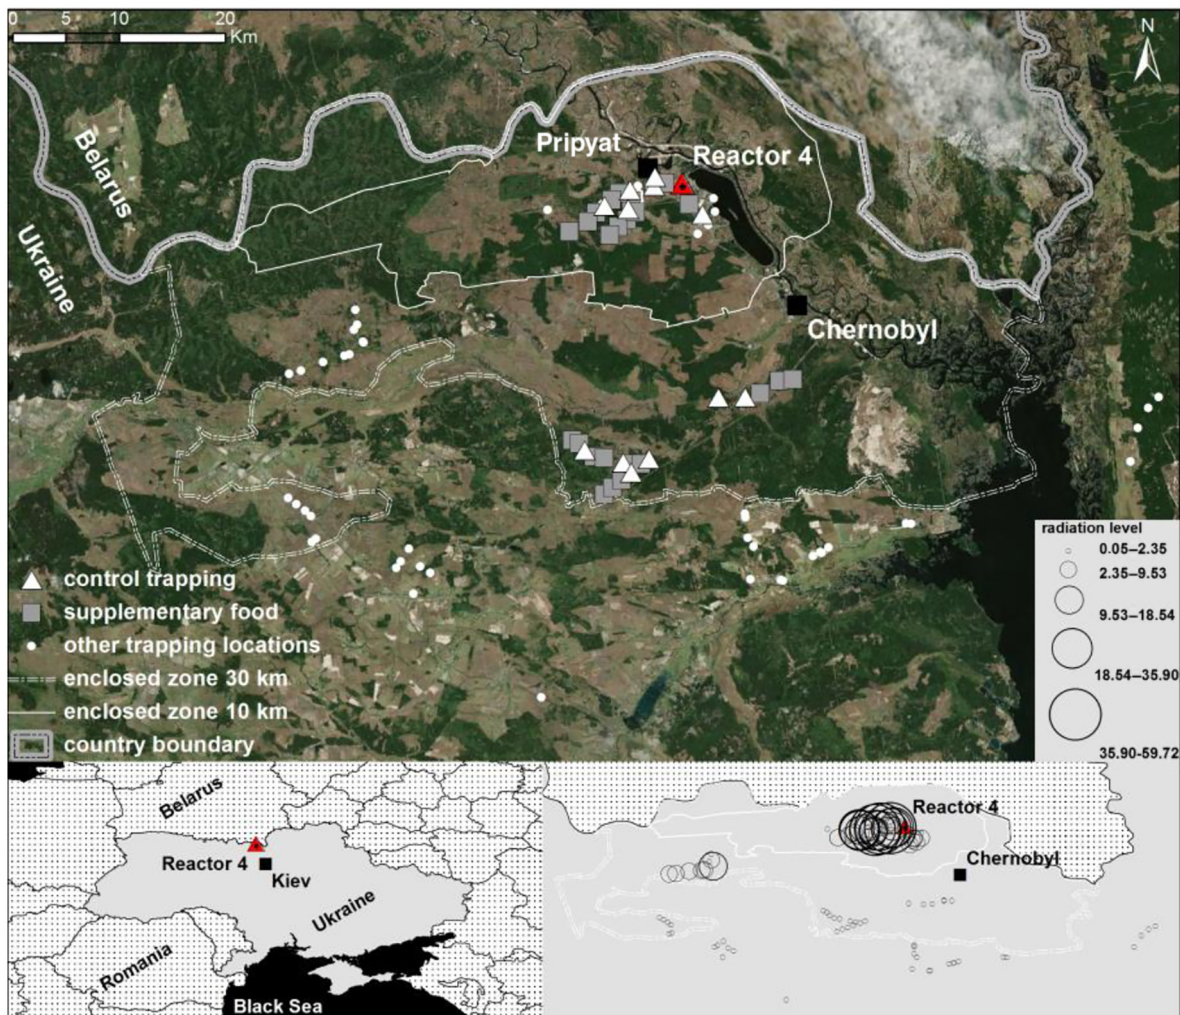 0 5 10 20
Km
N
Belarus
Ukraine
Pripyat
Reactor 4
Chernobyl
control trapping
supplementary food
other trapping locations
enclosed zone 30 km
enclosed zone 10 km
country boundary
radiation level
0.05–2.35
2.35–9.53
9.53–18.54
18.54–35.90
35.90-59.72
Belarus
Reactor 4
Kiev
Ukraine
Romania
Black Sea
Reactor 4
Chernobyl